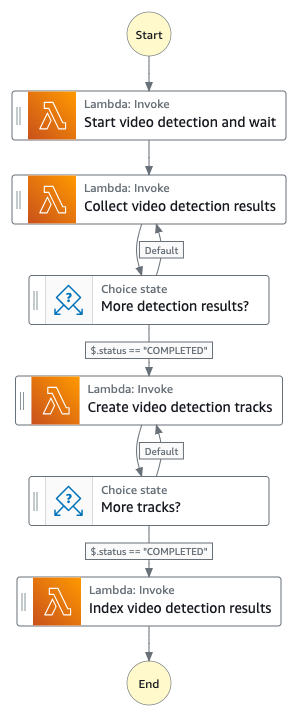 Start
Lambda: Invoke
Start video detection and wait
Lambda: Invoke
Collect video detection results
Default
?
Choice state
More detection results?
$.status == "COMPLETED"
Lambda: Invoke
Create video detection tracks
Default
?
Choice state
More tracks?
$.status == "COMPLETED"
Lambda: Invoke
Index video detection results
End